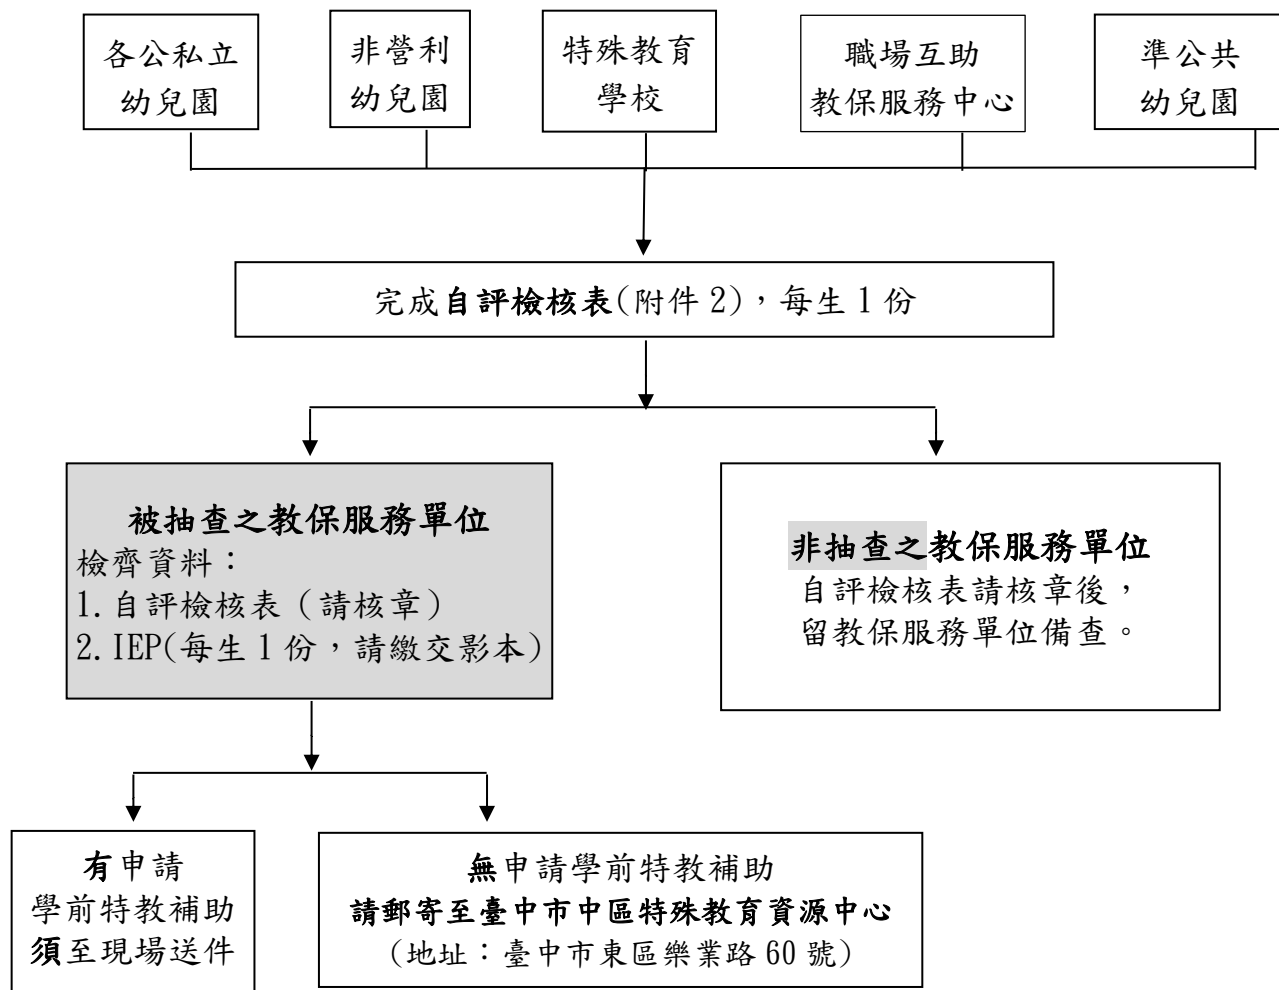 各公私立
幼兒園
非營利
幼兒園
特殊教育
學校
職場互助
教保服務中心
準公共
幼兒園
完成自評檢核表(附件 2)，每生 1 份
被抽查之教保服務單位
檢齊資料：
1. 自評檢核表（請核章）
2. IEP(每生 1 份，請繳交影本)
非抽查之教保服務單位
自評檢核表請核章後，
留教保服務單位備查。
有申請
學前特教補助
須至現場送件
無申請學前特教補助
請郵寄至臺中市中區特殊教育資源中心
(地址：臺中市東區樂業路 60 號)